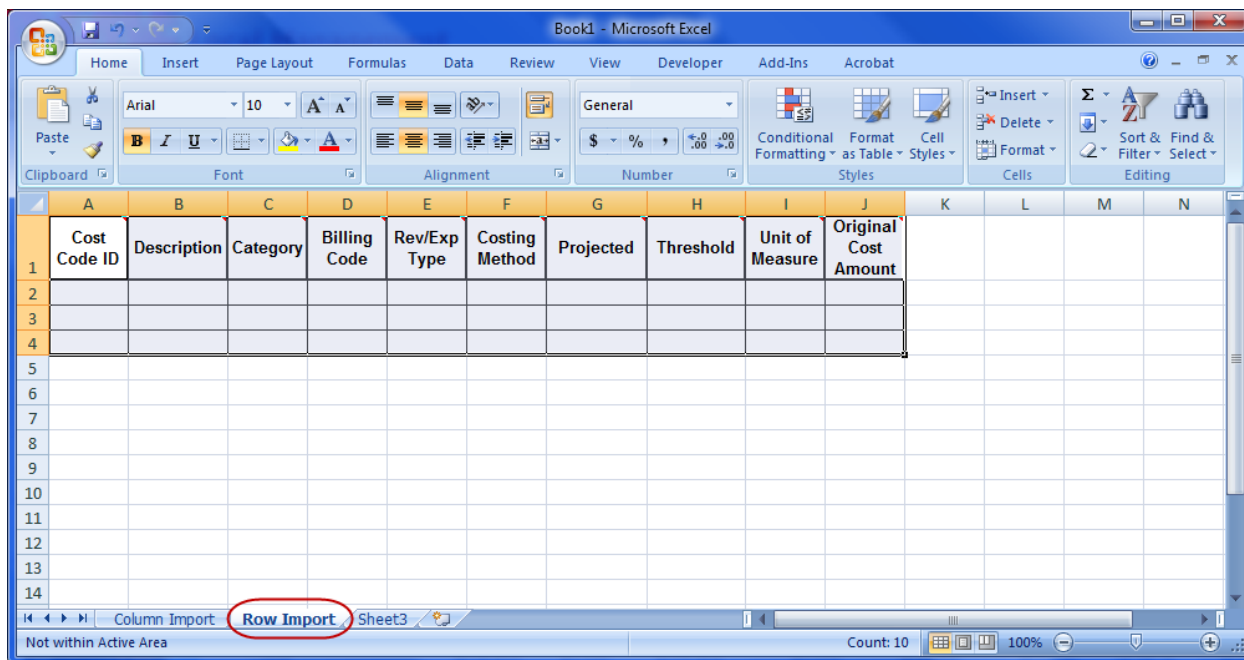 Book1 - Microsoft Excel
Home Insert Page Layout Formulas Data Review View Developer Add-Ins Acrobat
Paste
Clipboard
Arial 10 A A
B I U A
Font
Alignment
General
$ % , .0 .00 .00 .0
Number
Conditional Formatting
Format as Table
Cell Styles
Styles
Insert
Delete
Format
Cells
Σ
A Z
Sort & Filter
Find & Select
Editing
A B C D E F G H I J K L M N
1 Cost Code ID Description Category Billing Code Rev/Exp Type Costing Method Projected Threshold Unit of Measure Original Cost Amount
2
3
4
5
6
7
8
9
10
11
12
13
14
Column Import Row Import Sheet3
Not within Active Area Count: 10 100%